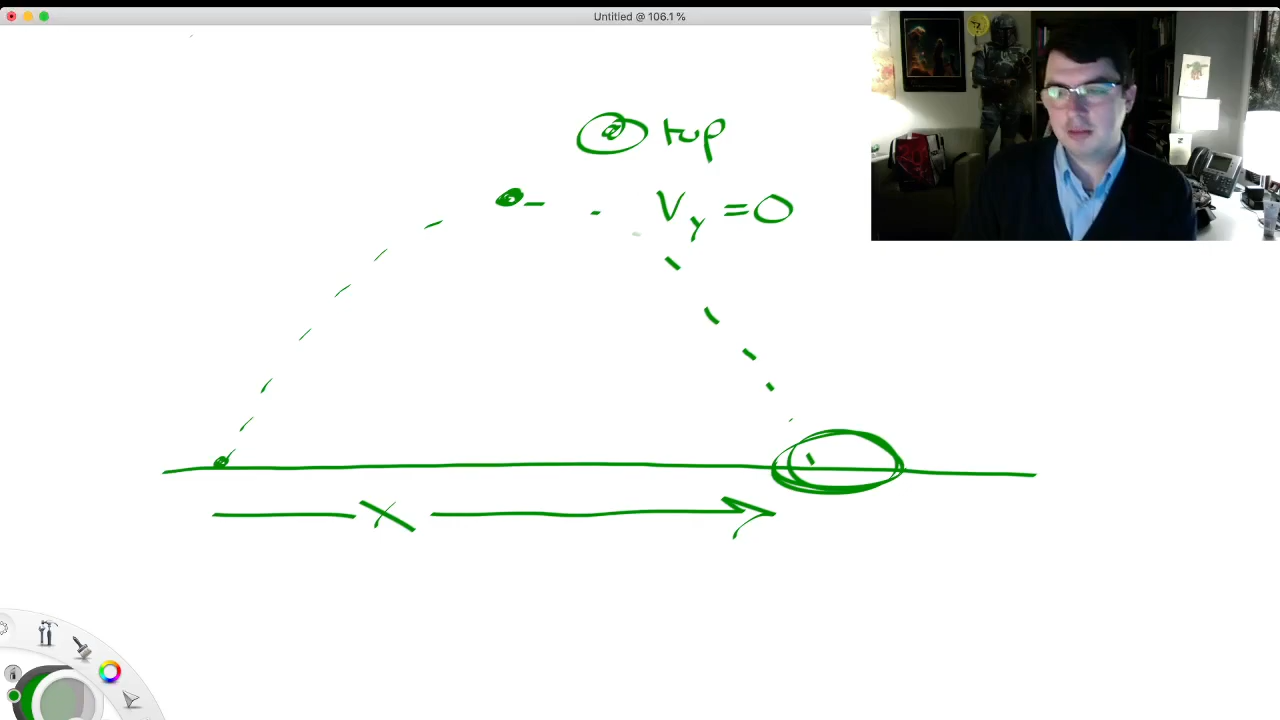 Untitled @ 106.1 %
@ top
Vy = 0
X